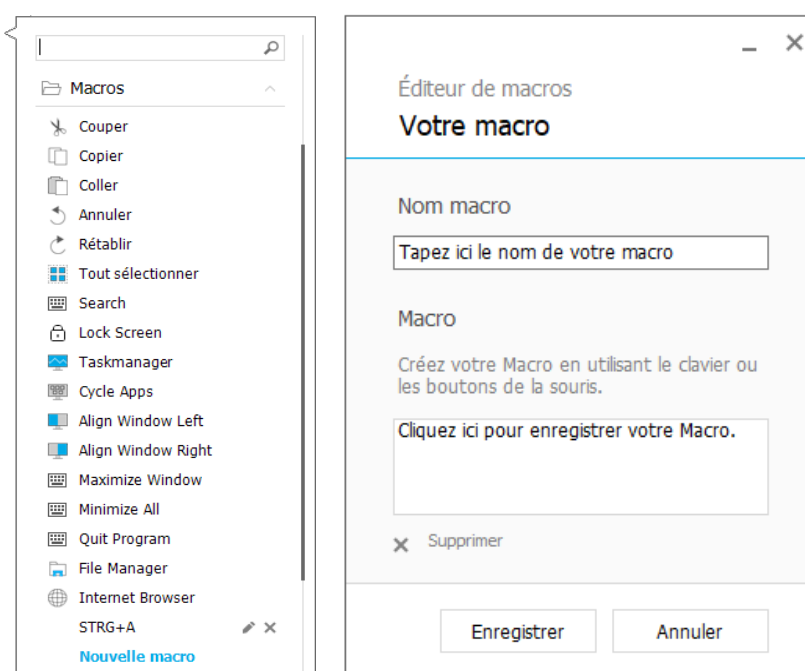 Macros
Couper
Copier
Coller
Annuler
Rétablir
Tout sélectionner
Search
Lock Screen
Taskmanager
Cycle Apps
Align Window Left
Align Window Right
Maximize Window
Minimize All
Quit Program
File Manager
Internet Browser
STRG+A
Nouvelle macro
Éditeur de macros
Votre macro
Nom macro
Tapez ici le nom de votre macro
Macro
Créez votre Macro en utilisant le clavier ou
les boutons de la souris.
Cliquez ici pour enregistrer votre Macro.
Supprimer
Enregistrer
Annuler